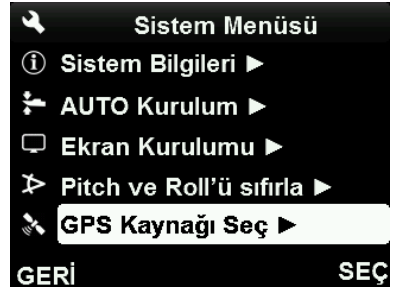 Sistem Menüsü
Sistem Bilgileri ►
AUTO Kurulum ►
Ekran Kurulumu ►
Pitch ve Roll'ü sıfırla ►
GPS Kaynağı Seç ►
GERİ SEÇ